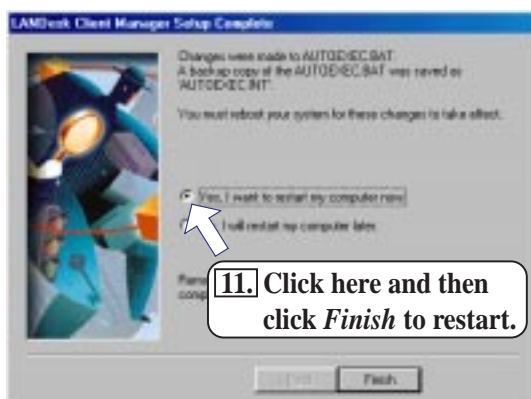 LANDesk Client Manager Setup Complete
Changes were made to AUTOEXEC.BAT.
A backup copy of the AUTOEXEC.BAT was saved as
'AUTOEXEC.INT'.
You must reboot your system for these changes to take effect.
Yes, I want to restart my computer now.
I will restart my computer later.
11. Click here and then
click Finish to restart.
Finish